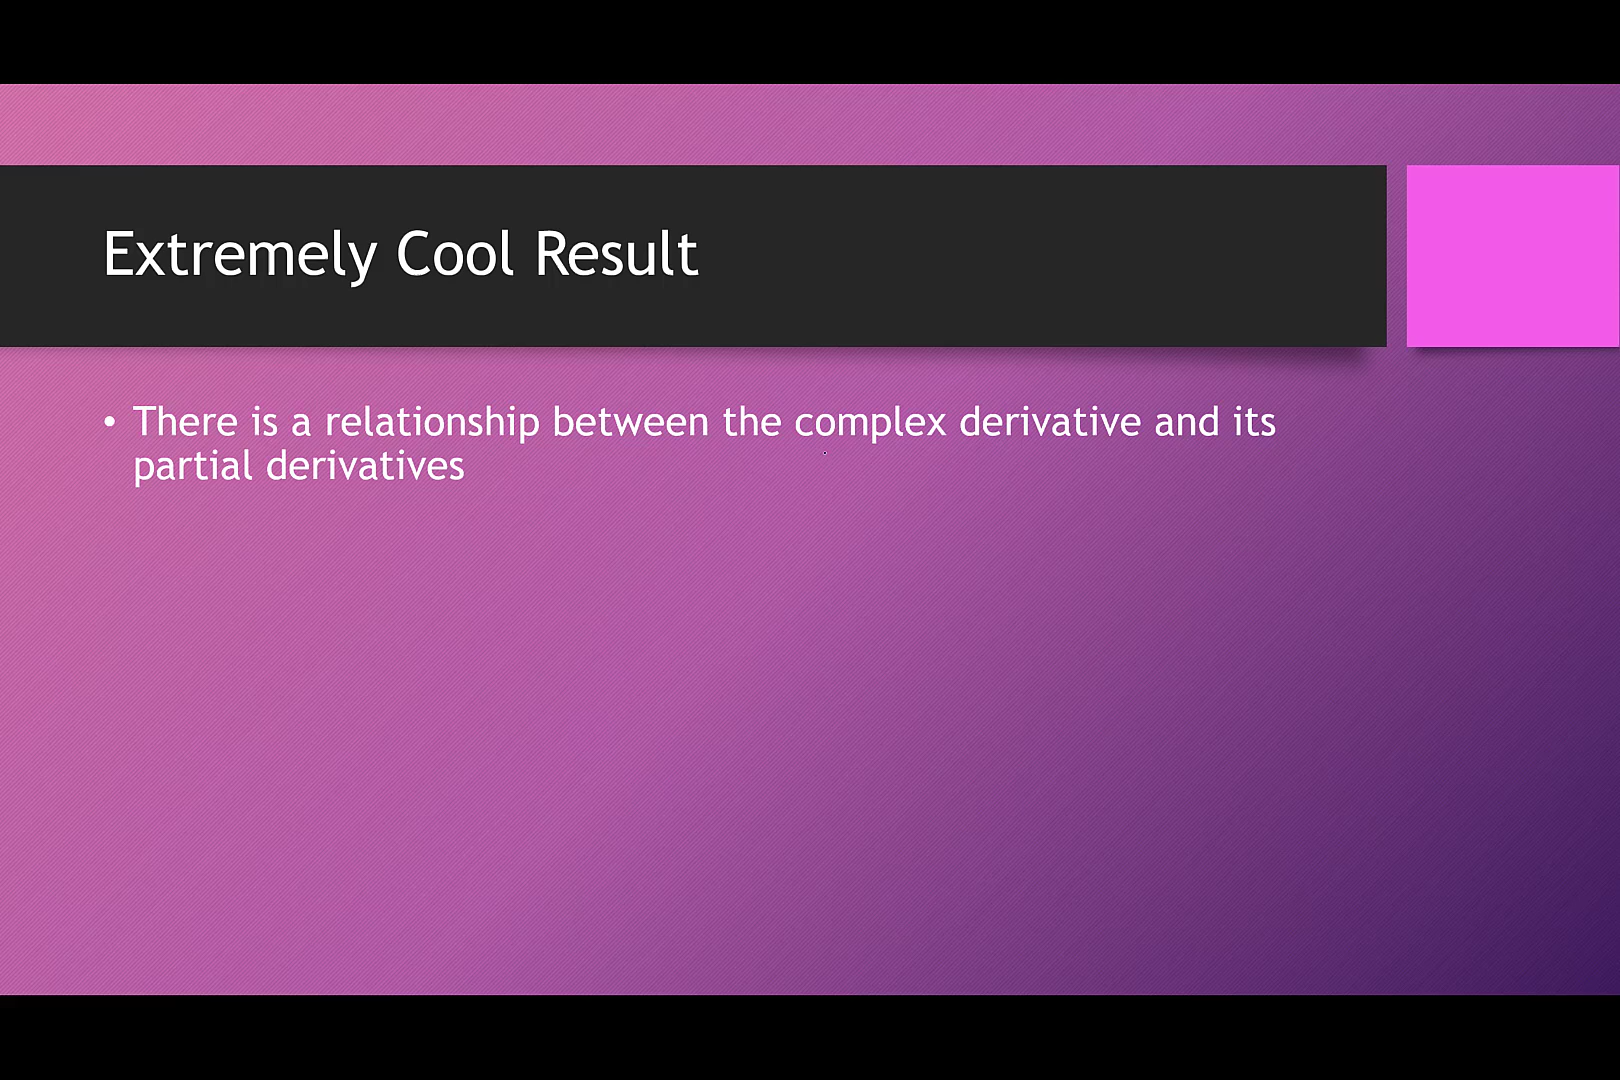 Extremely Cool Result
• There is a relationship between the complex derivative and its
partial derivatives